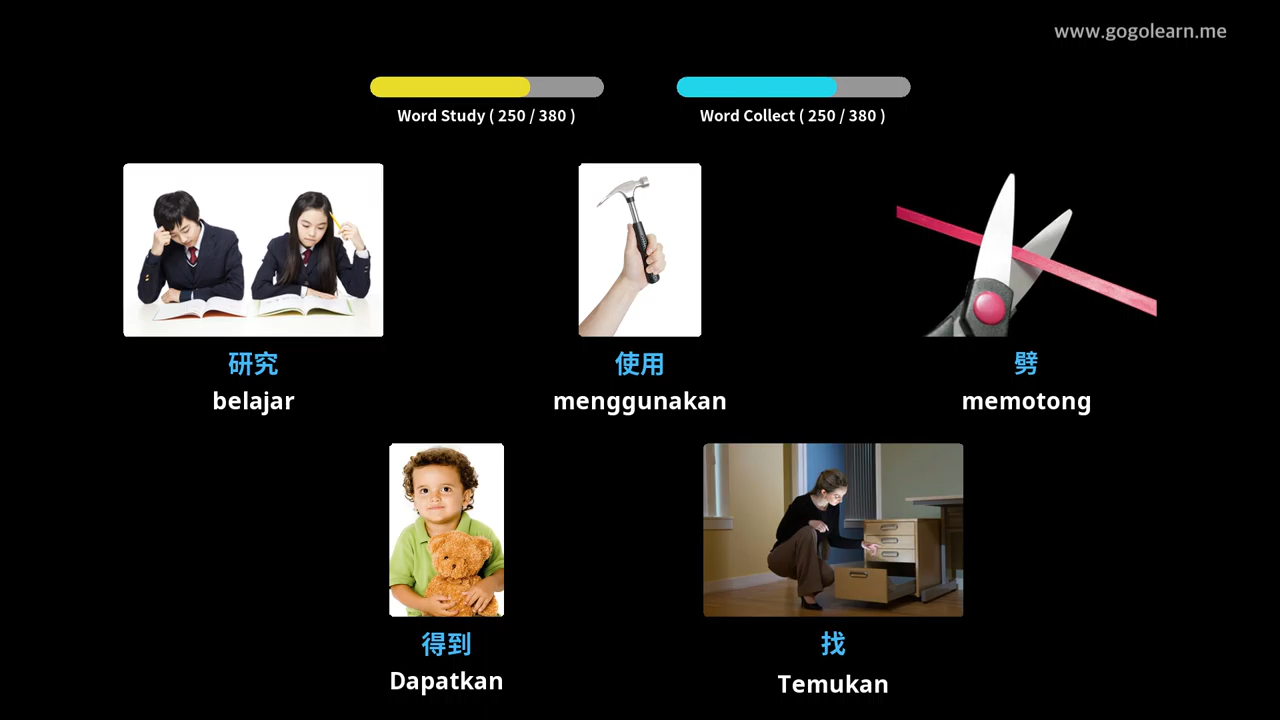 www.gogolearn.me
Word Study ( 250 / 380 )
Word Collect ( 250 / 380 )
研究
belajar
使用
menggunakan
劈
memotong
得到
Dapatkan
找
Temukan